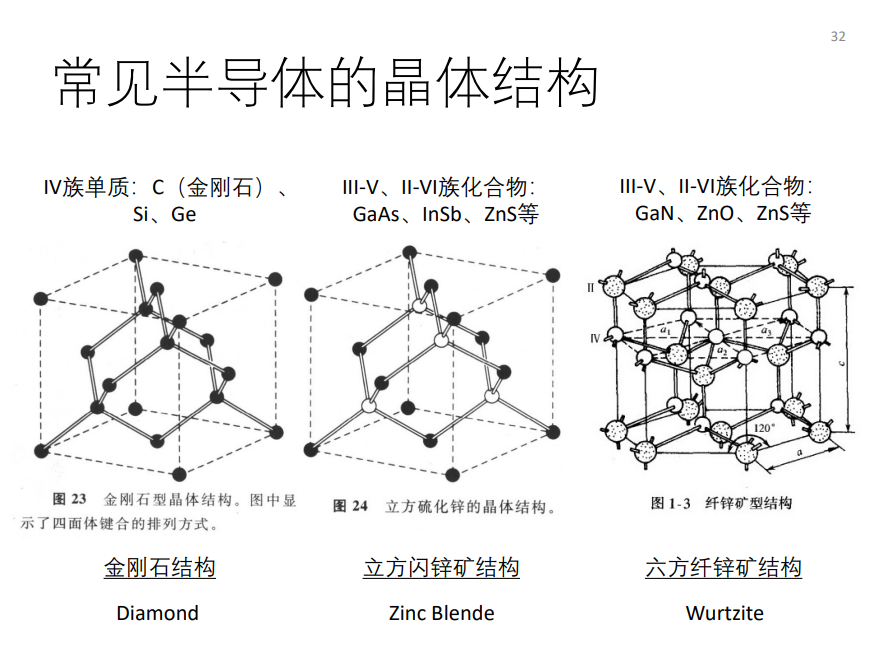 32
常见半导体的晶体结构
IV族单质：C（金刚石）、
Si、Ge
III-V、II-VI族化合物：
GaAs、InSb、ZnS等
III-V、II-VI族化合物：
GaN、ZnO、ZnS等
II
IV
a₁
a₂
a₃
c
120°
a
图 23 金刚石型晶体结构。图中显
示了四面体键合的排列方式。
图 24 立方硫化锌的晶体结构。
图 1-3 纤锌矿型结构
金刚石结构
立方闪锌矿结构
六方纤锌矿结构
Diamond
Zinc Blende
Wurtzite